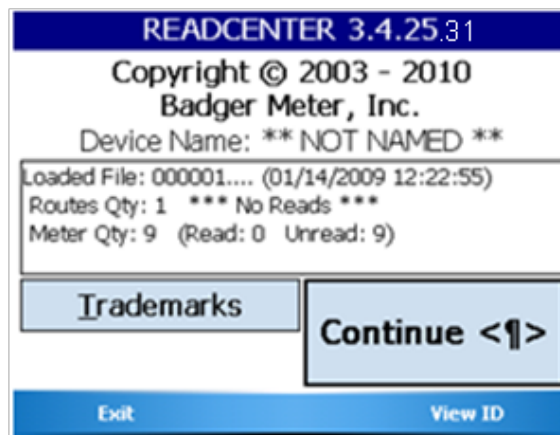 READCENTER 3.4.25.31
Copyright © 2003 - 2010
Badger Meter, Inc.
Device Name: ** NOT NAMED **
Loaded File: 000001.... (01/14/2009 12:22:55)
Routes Qty: 1 *** No Reads ***
Meter Qty: 9 (Read: 0 Unread: 9)
Trademarks
Continue <¶>
Exit
View ID